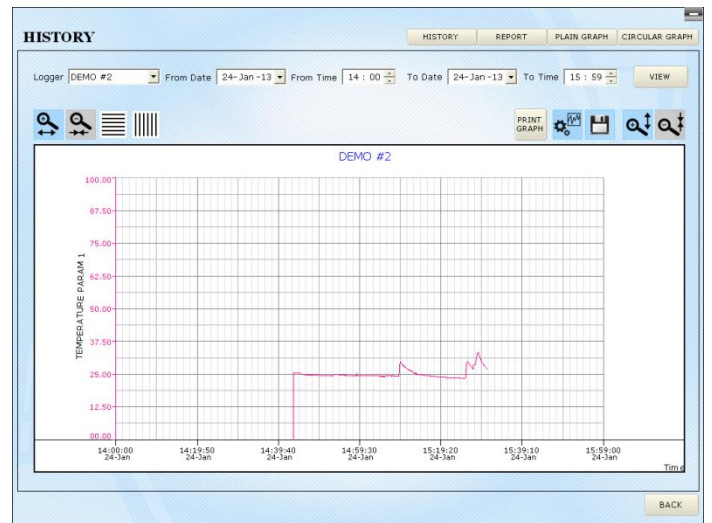 HISTORY
HISTORY REPORT PLAIN GRAPH CIRCULAR GRAPH
Logger DEMO #2 From Date 24-Jan-13 From Time 14 : 00 To Date 24-Jan-13 To Time 15 : 59 VIEW
PRINT
GRAPH
DEMO #2
TEMPERATURE PARAM 1
100.00
87.50
75.00
62.50
50.00
37.50
25.00
12.50
00.00
14:00:00 14:19:50 14:39:40 14:59:30 15:19:20 15:39:10 15:59:00
24-Jan 24-Jan 24-Jan 24-Jan 24-Jan 24-Jan 24-Jan
Time
BACK